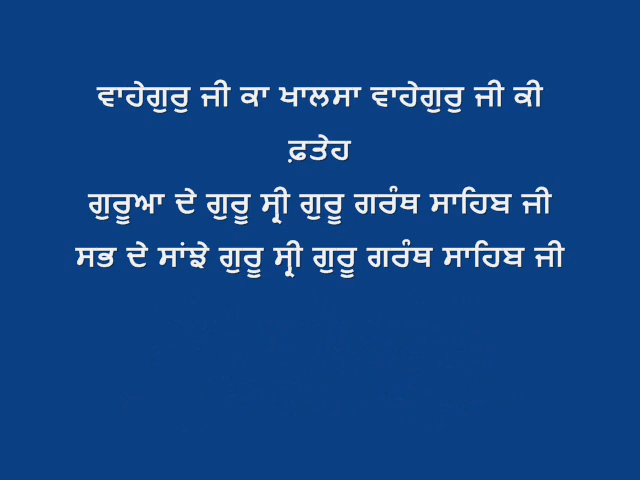 ਵਾਹੇਗੁਰੁ ਜੀ ਕਾ ਖਾਲਸਾ ਵਾਹੇਗੁਰੁ ਜੀ ਕੀ
ਫ਼ਤੇਹ
ਗੁਰੂਆ ਦੇ ਗੁਰੂ ਸ੍ਰੀ ਗੁਰੂ ਗਰੰਥ ਸਾਹਿਬ ਜੀ
ਸਭ ਦੇ ਸਾਂਝੇ ਗੁਰੂ ਸ੍ਰੀ ਗੁਰੂ ਗਰੰਥ ਸਾਹਿਬ ਜੀ